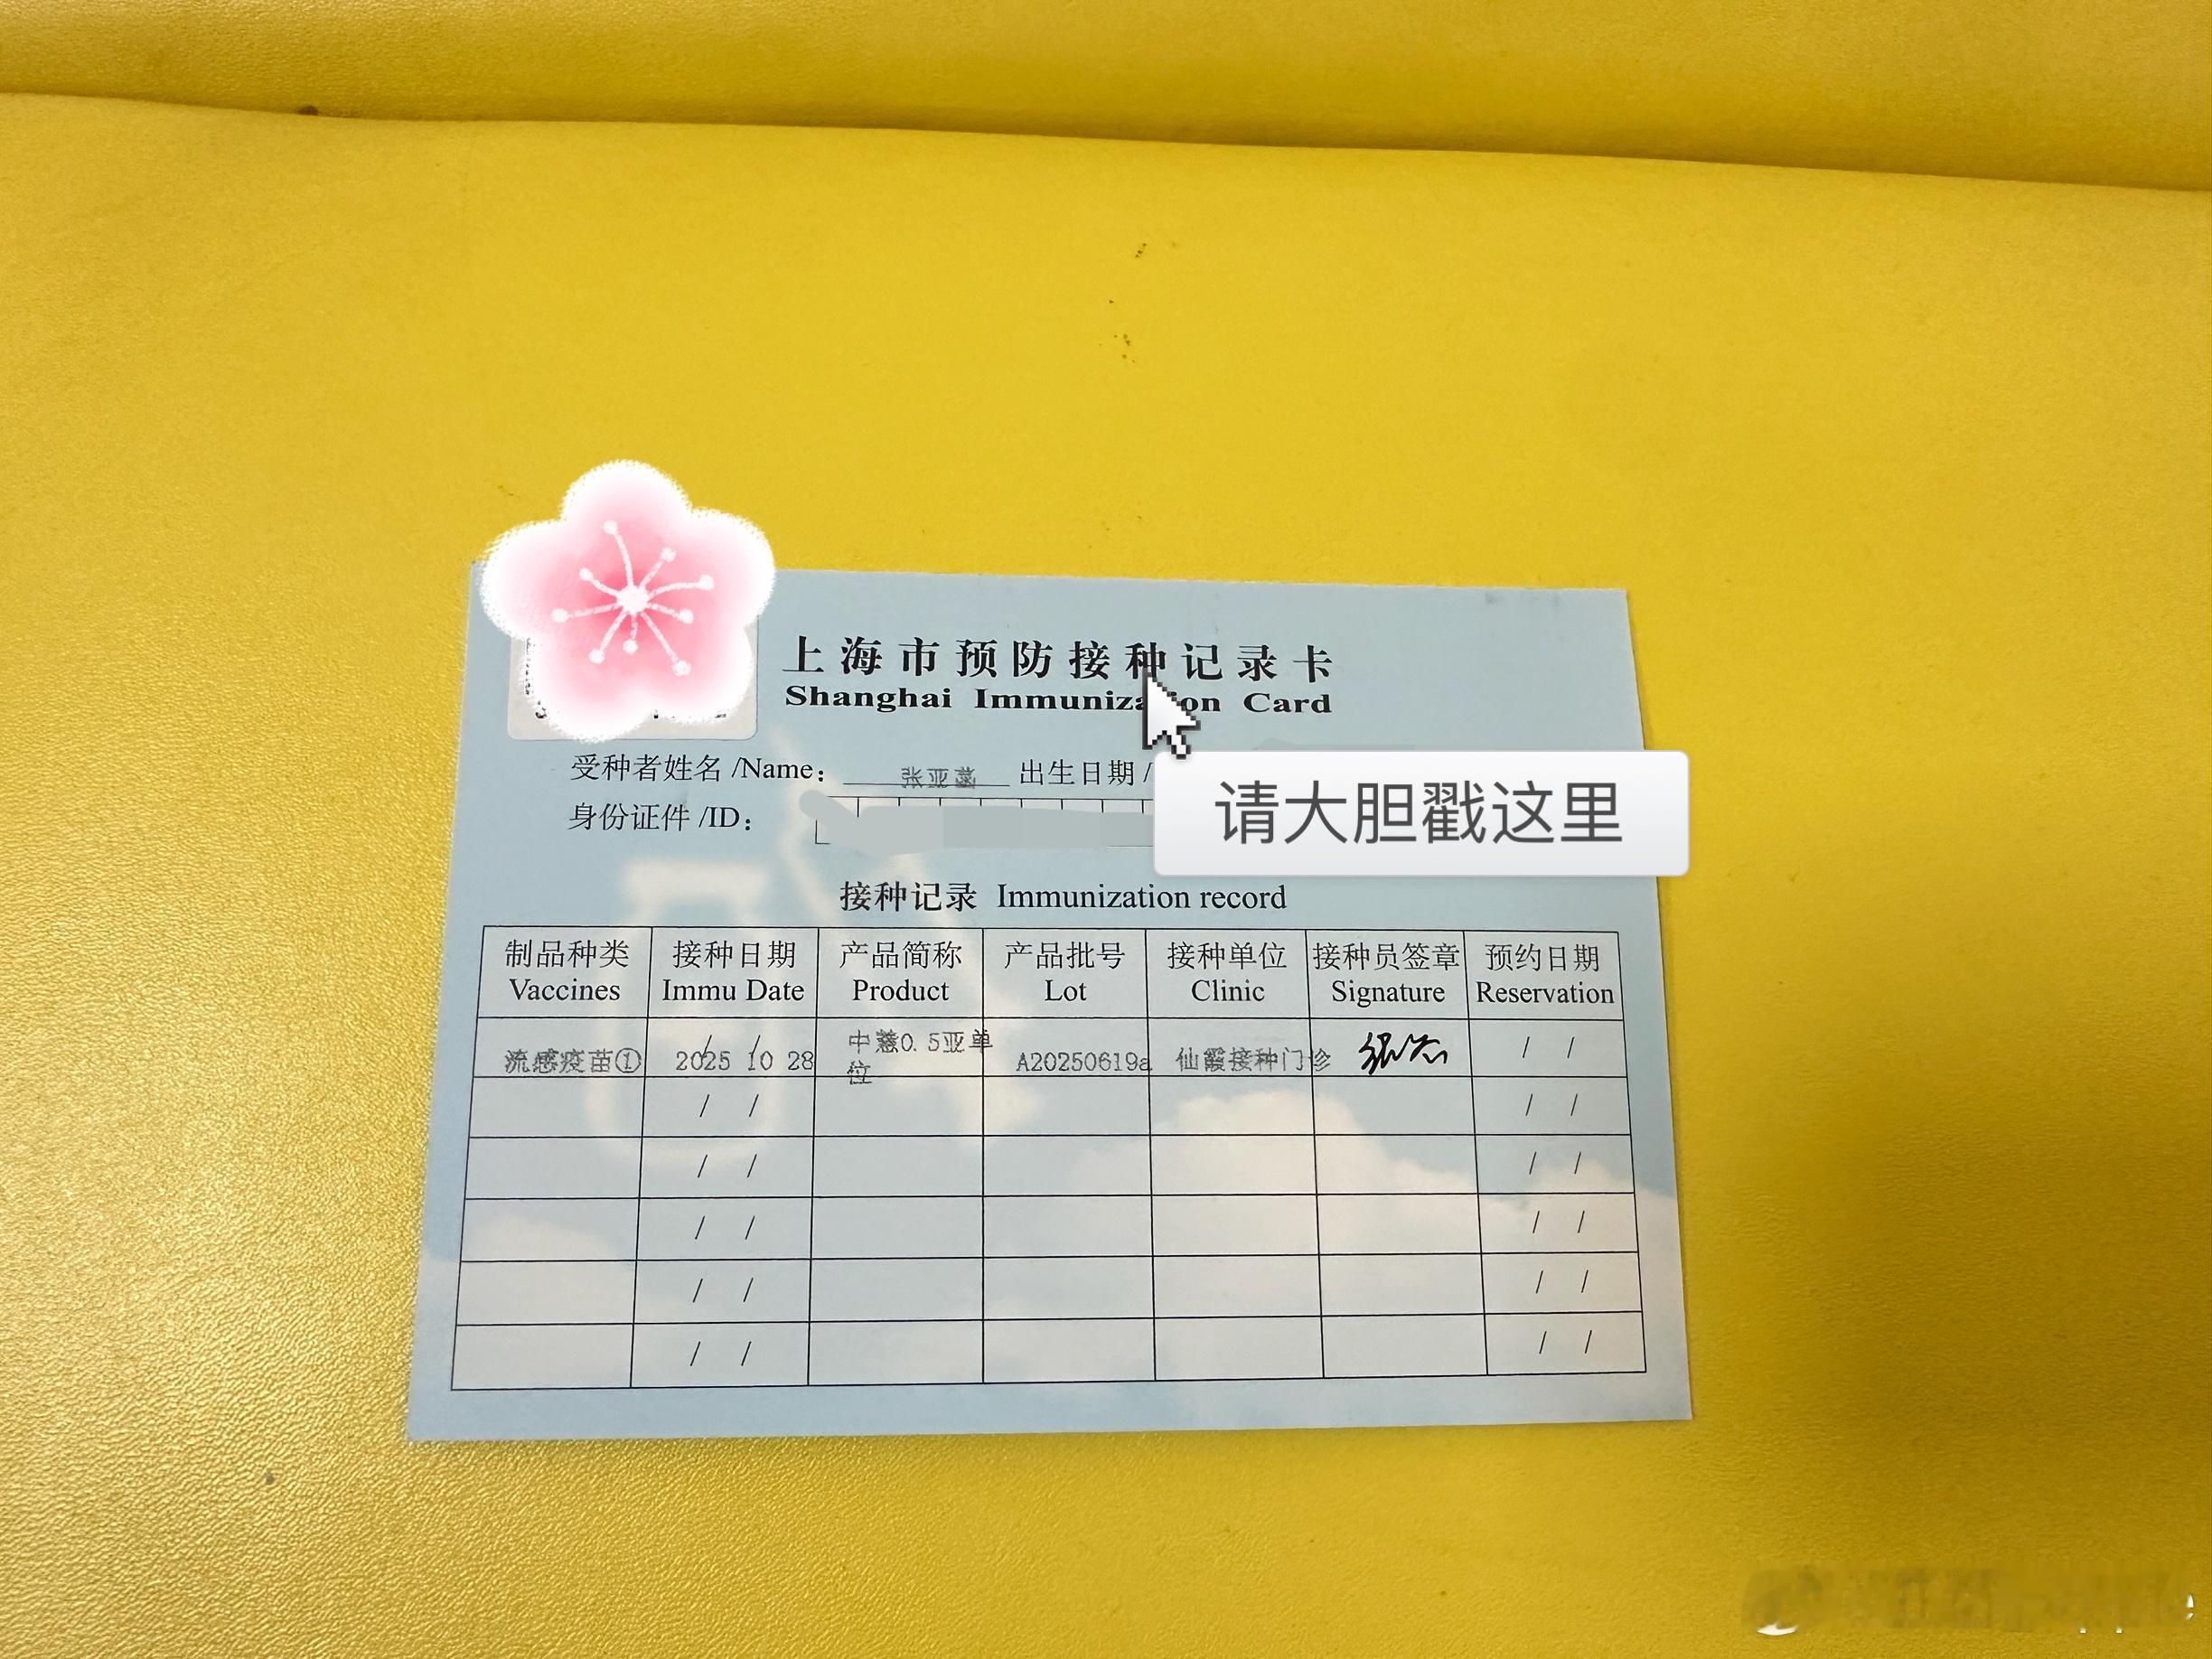 上海市预防接种记录卡
Shanghai Immunization Card
受种者姓名 /Name： 张亚菡 出生日期 /
身份证件 /ID：
请大胆戳这里
接种记录 Immunization record
制品种类 接种日期 产品简称 产品批号 接种单位 接种员签章 预约日期
Vaccines Immu Date Product Lot Clinic Signature Reservation
流感疫苗① 2025/10/28 中慧0.5亚单位 A20250619a 仙霞接种门诊 / /
/ / / /
/ / / /
/ / / /
/ / / /
/ / / /